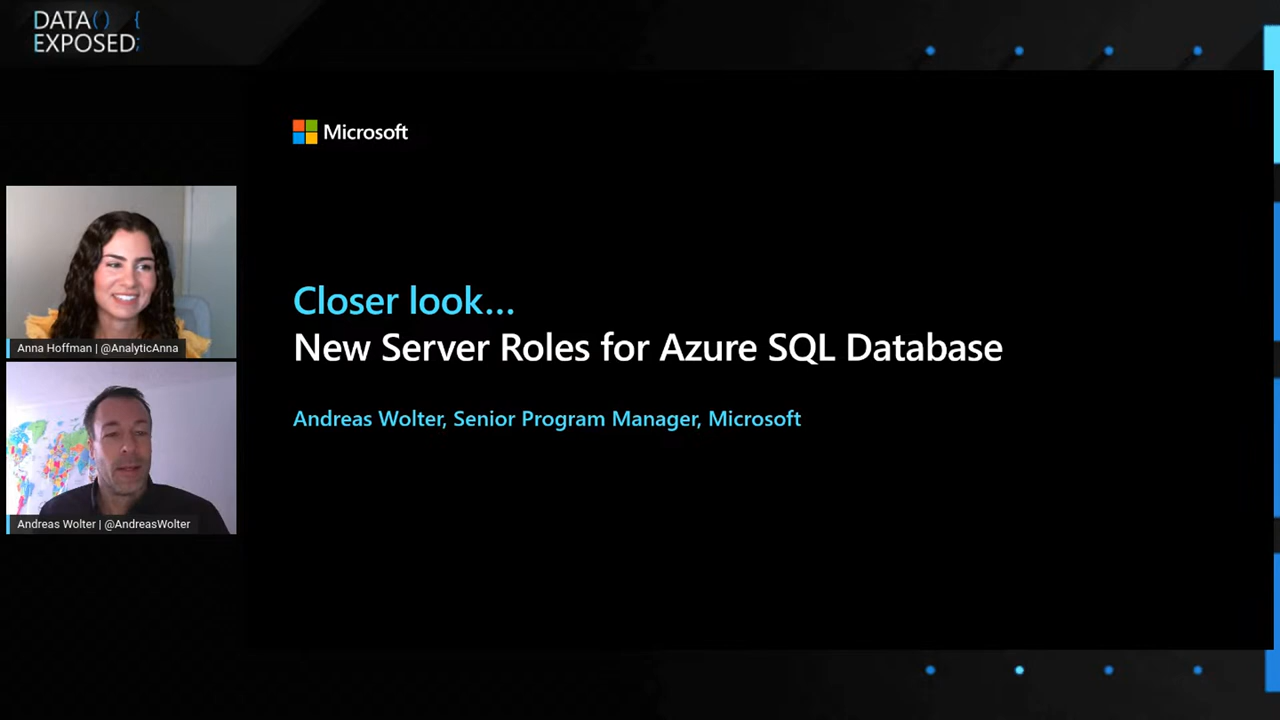 DATA() {
EXPOSED;
Microsoft
Closer look...
New Server Roles for Azure SQL Database
Andreas Wolter, Senior Program Manager, Microsoft
Anna Hoffman | @AnalyticAnna
Andreas Wolter | @AndreasWolter